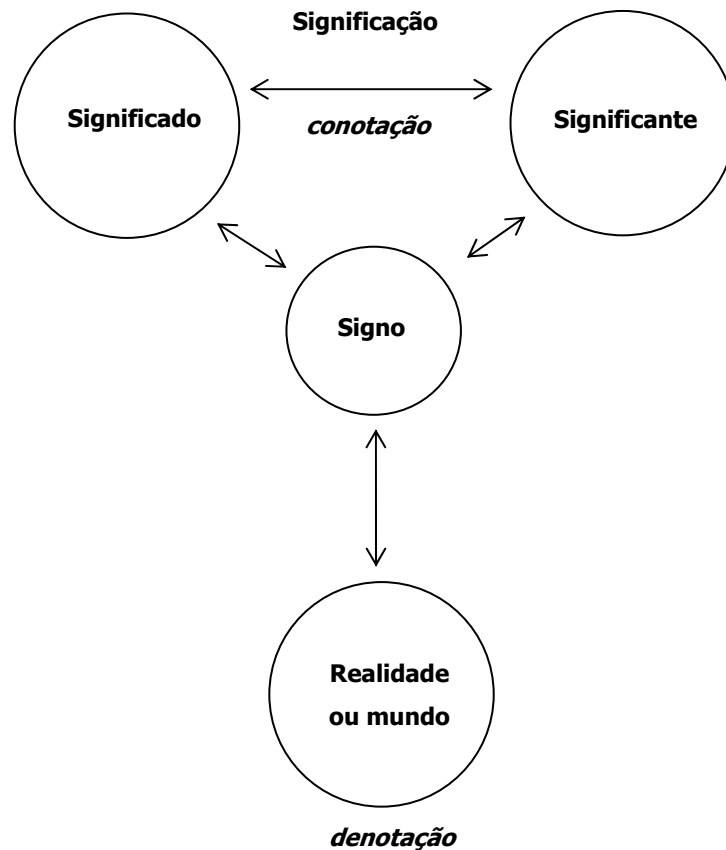 Significação
Significado
conotação
Significante
Signo
Realidade
ou mundo
denotação